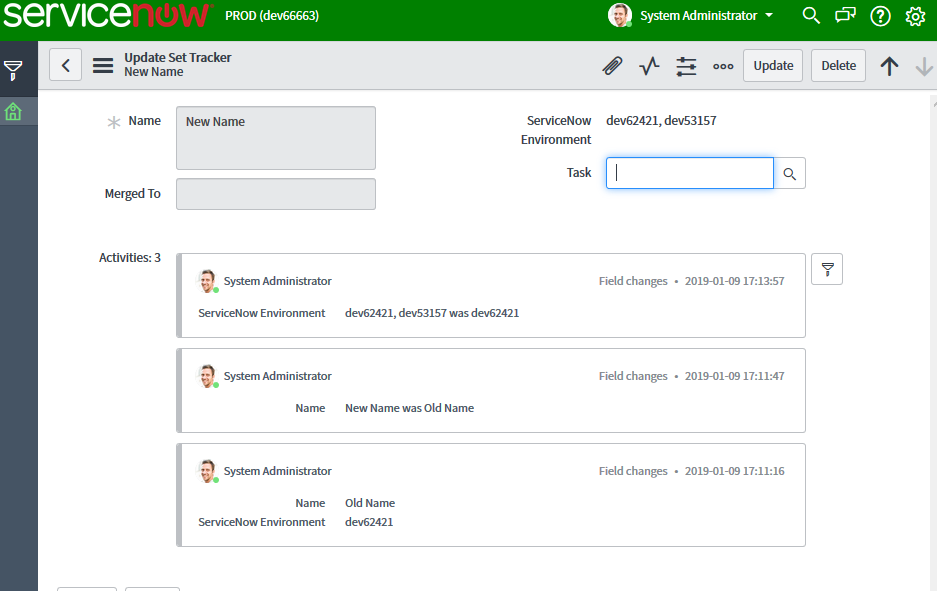 servicenow PROD (dev66663) System Administrator
Update Set Tracker
New Name
Update Delete
Name New Name
ServiceNow Environment dev62421, dev53157
Task
Merged To
Activities: 3
System Administrator Field changes • 2019-01-09 17:13:57
ServiceNow Environment dev62421, dev53157 was dev62421
System Administrator Field changes • 2019-01-09 17:11:47
Name New Name was Old Name
System Administrator Field changes • 2019-01-09 17:11:16
Name Old Name
ServiceNow Environment dev62421